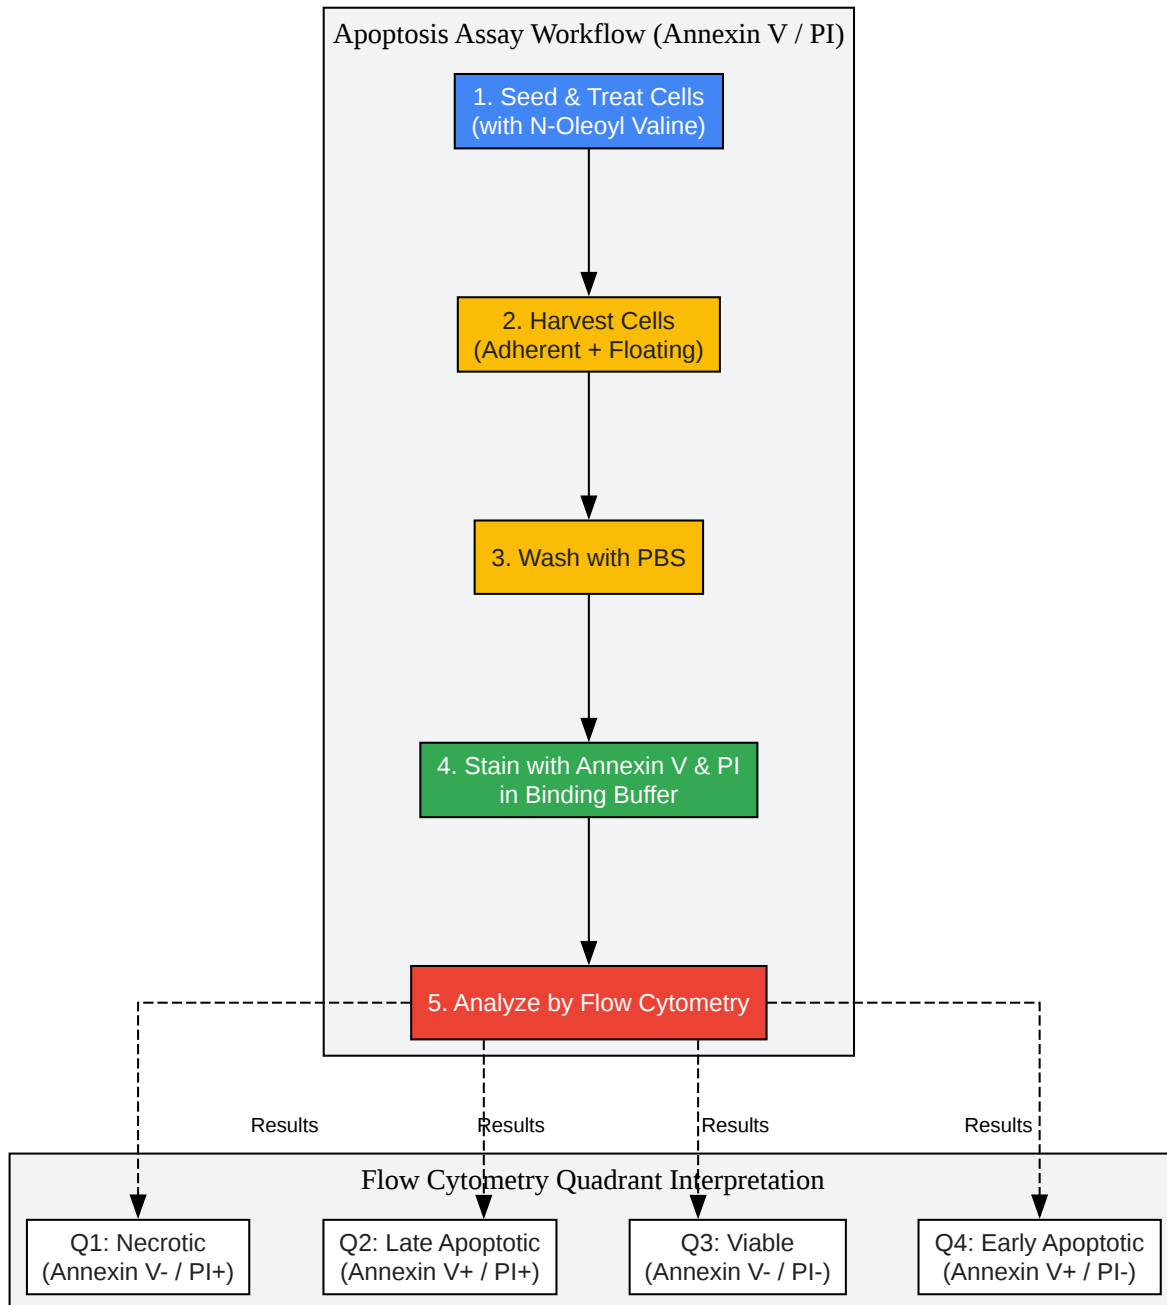 Apoptosis Assay Workflow (Annexin V / PI)
1. Seed & Treat Cells
(with N-Oleoyl Valine)
2. Harvest Cells
(Adherent + Floating)
3. Wash with PBS
4. Stain with Annexin V & PI
in Binding Buffer
5. Analyze by Flow Cytometry
Results
Results
Results
Results
Flow Cytometry Quadrant Interpretation
Q1: Necrotic
(Annexin V- / PI+)
Q2: Late Apoptotic
(Annexin V+ / PI+)
Q3: Viable
(Annexin V- / PI-)
Q4: Early Apoptotic
(Annexin V+ / PI-)